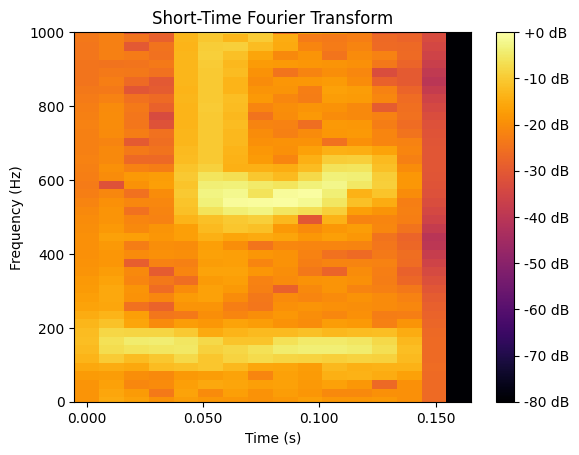 Short-Time Fourier Transform
Frequency (Hz)
1000
800
600
400
200
0
0.000
0.050
0.100
0.150
Time (s)
+0 dB
-10 dB
-20 dB
-30 dB
-40 dB
-50 dB
-60 dB
-70 dB
-80 dB